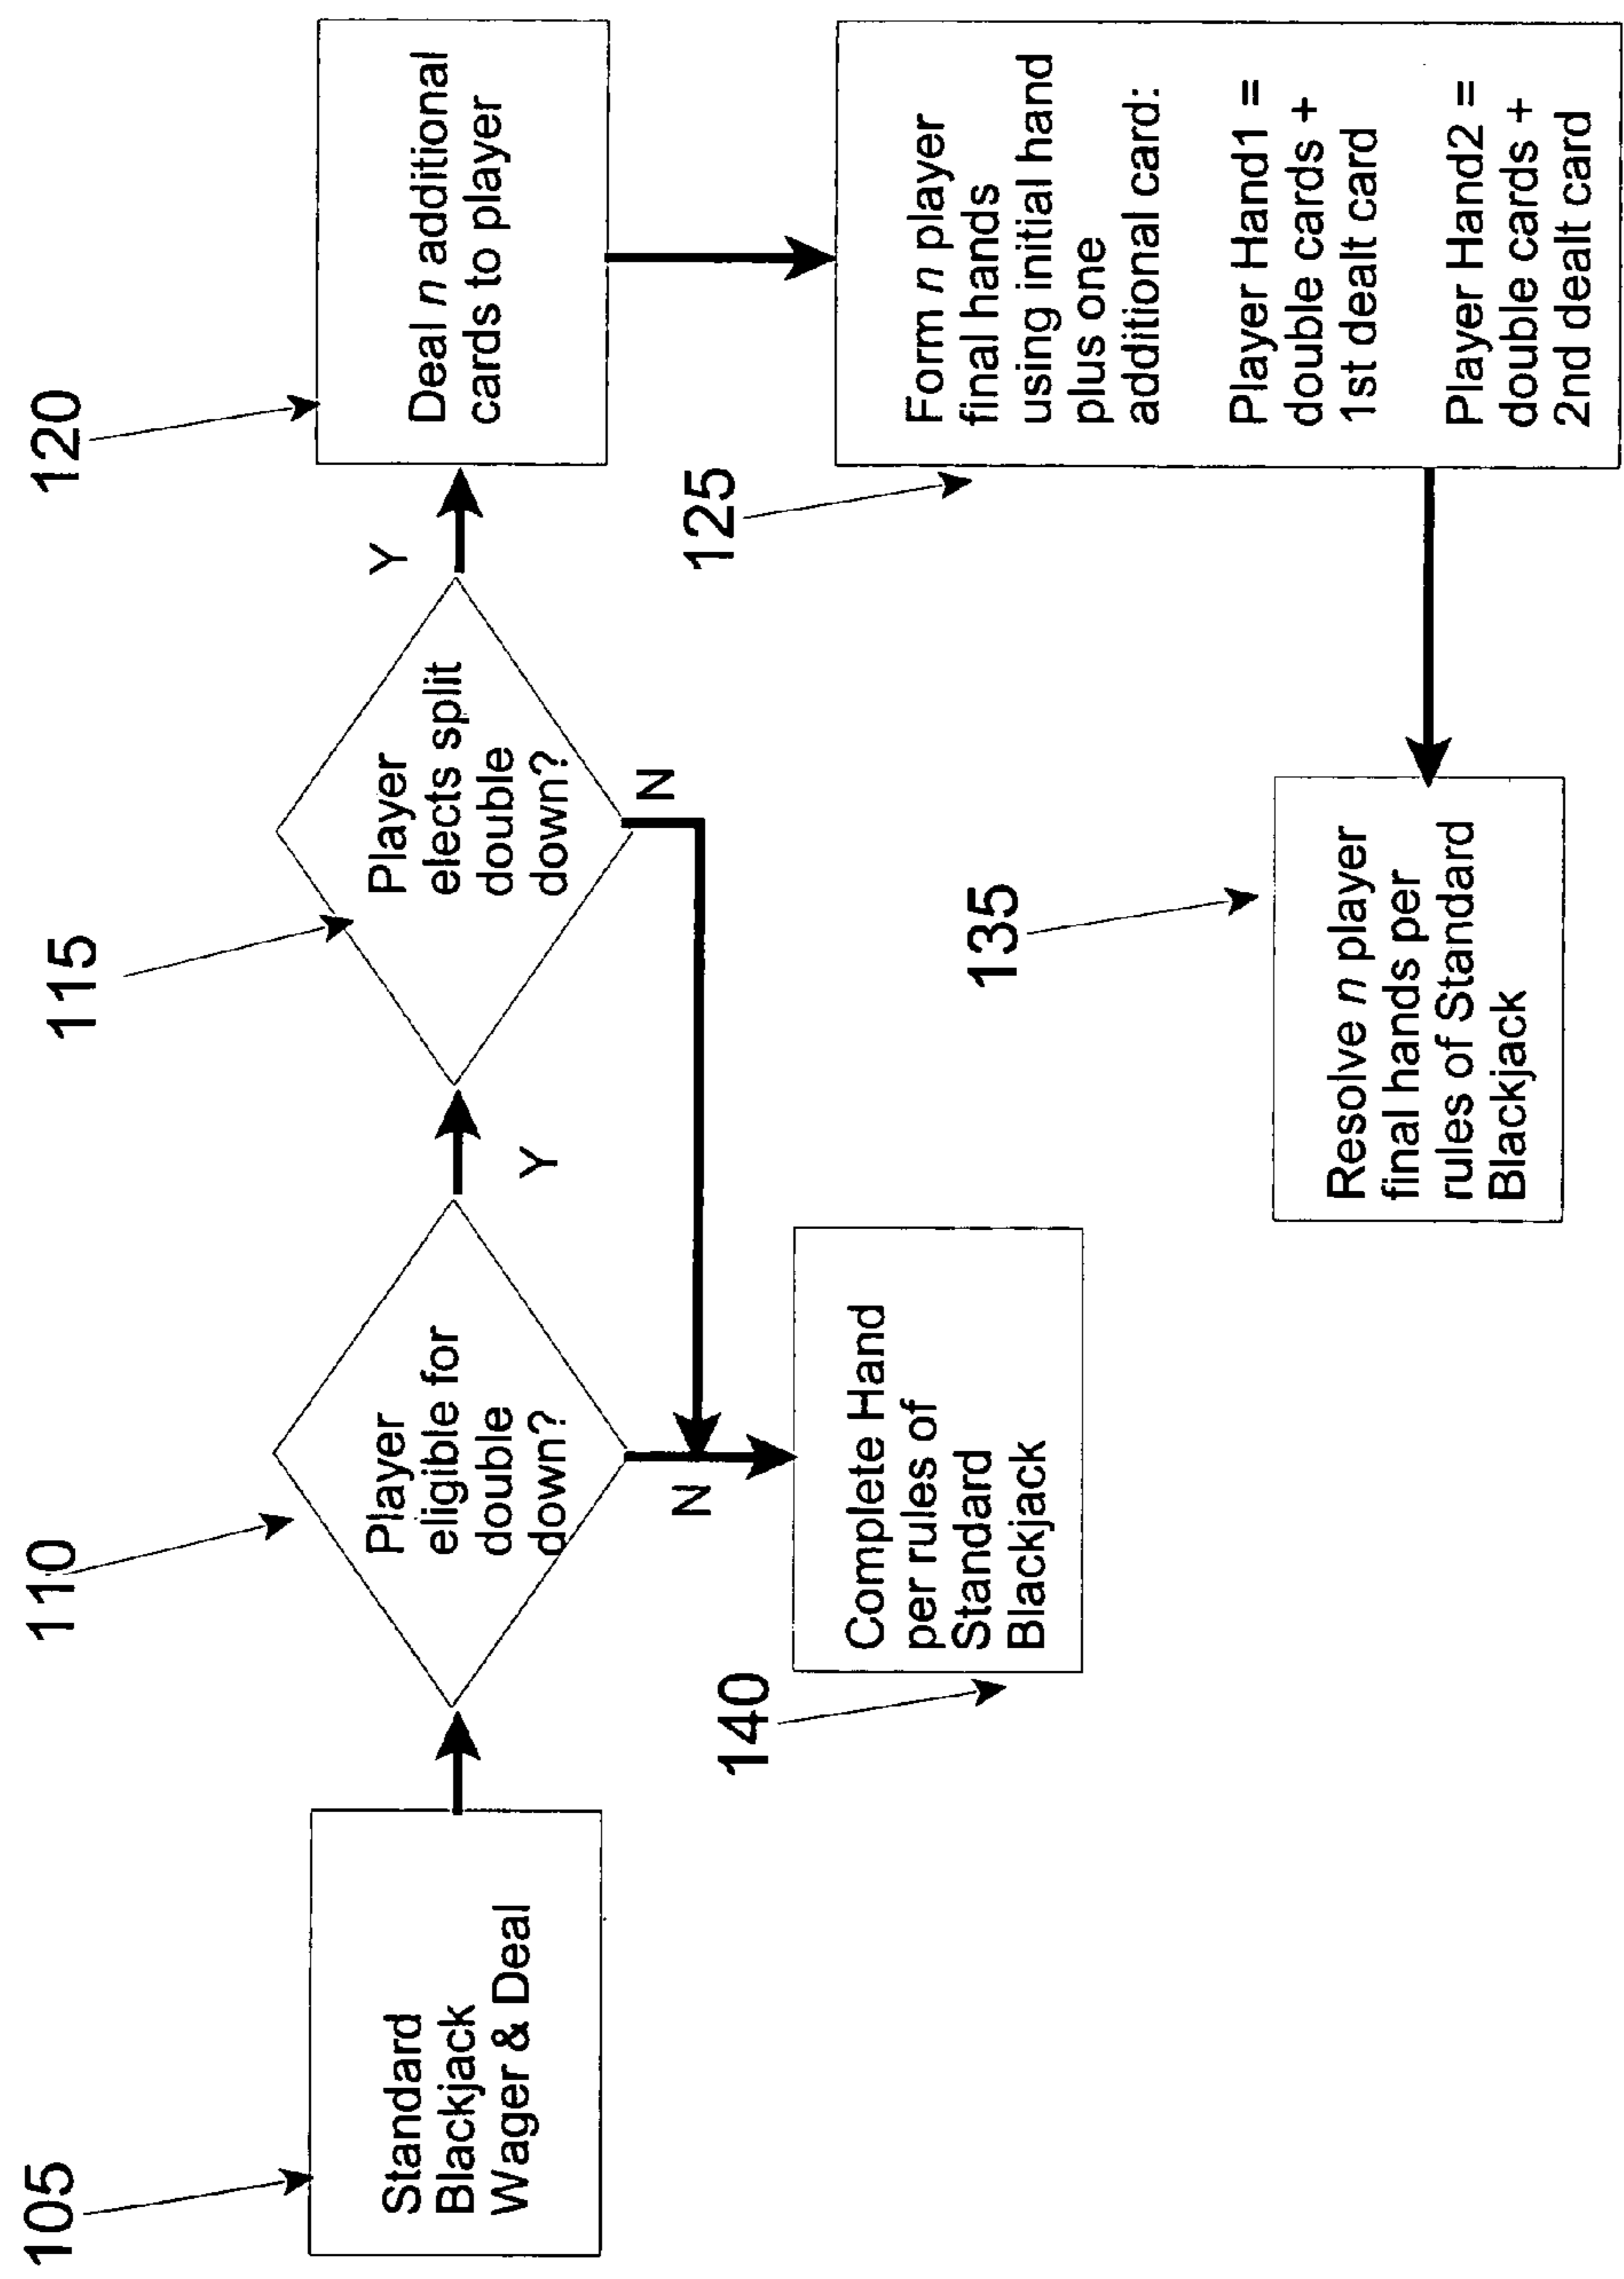 105
Standard
Blackjack
Wager & Deal
110
Player
eligible for
double
down?
Y
N
115
Player
elects split
double
down?
Y
N
120
Deal n additional
cards to player
125
Form n player
final hands
using initial hand
plus one
additional card:
Player Hand1 =
double cards +
1st dealt card
Player Hand2 =
double cards +
2nd dealt card
135
Resolve n player
final hands per
rules of Standard
Blackjack
140
Complete Hand
per rules of
Standard
Blackjack